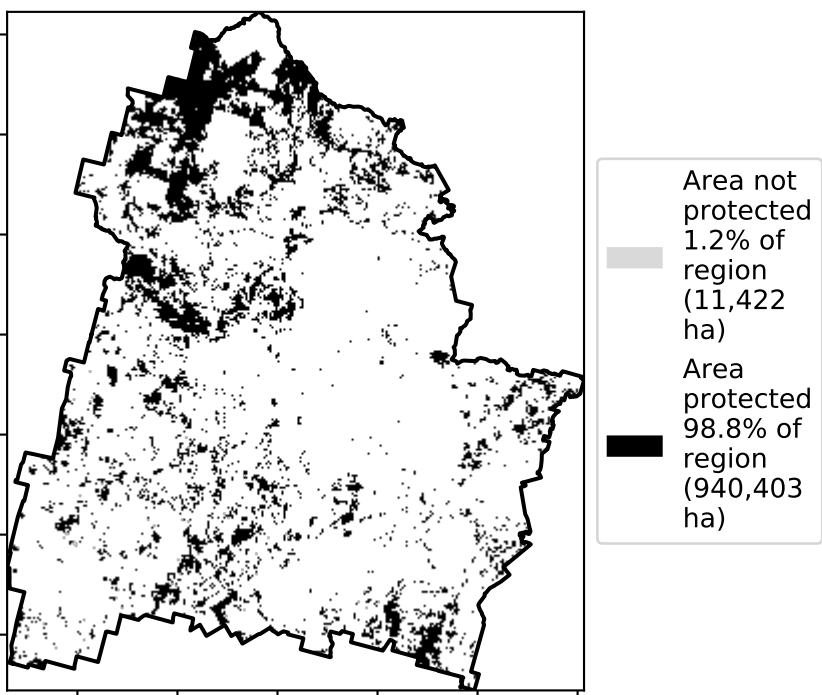 Area not
protected
1.2% of
region
(11,422
ha)
Area
protected
98.8% of
region
(940,403
ha)